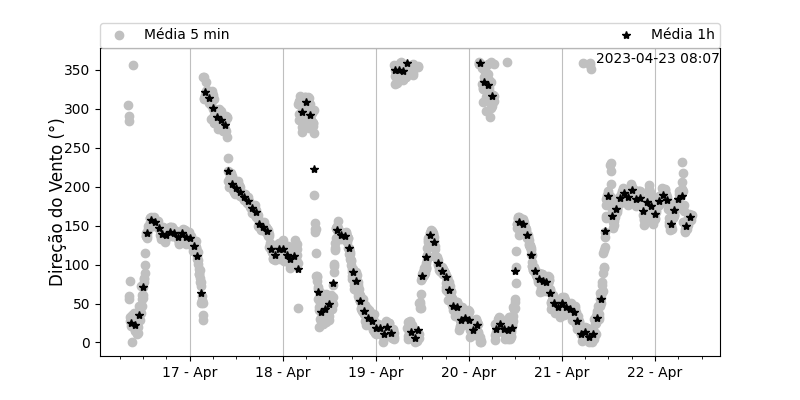 Média 5 min
Média 1h
2023-04-23 08:07
Direção do Vento (°)
350
300
250
200
150
100
50
0
17 - Apr
18 - Apr
19 - Apr
20 - Apr
21 - Apr
22 - Apr